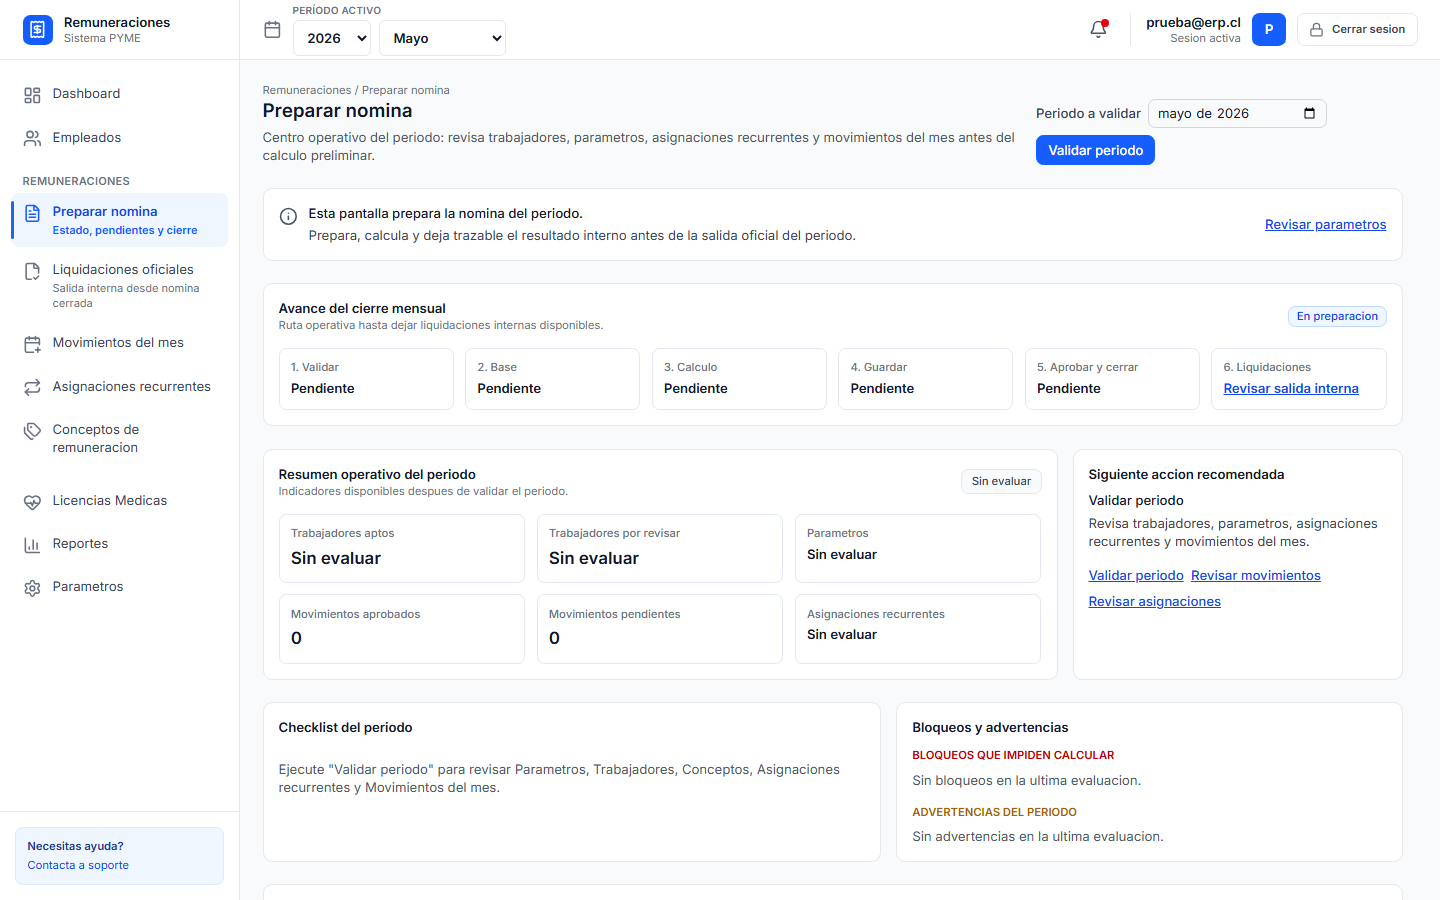 Remuneraciones
Sistema PYME
PERÍODO ACTIVO
2026
Mayo
prueba@erp.cl
Sesion activa
P
Cerrar sesion
Dashboard
Empleados
REMUNERACIONES
Preparar nomina
Estado, pendientes y cierre
Liquidaciones oficiales
Salida interna desde nomina
cerrada
Movimientos del mes
Asignaciones recurrentes
Conceptos de
remuneracion
Licencias Medicas
Reportes
Parametros
Necesitas ayuda?
Contacta a soporte
Remuneraciones / Preparar nomina
Preparar nomina
Centro operativo del periodo: revisa trabajadores, parametros, asignaciones recurrentes y movimientos del mes antes del
calculo preliminar.
Periodo a validar
mayo de 2026
Validar periodo
Esta pantalla prepara la nomina del periodo.
Prepara, calcula y deja trazable el resultado interno antes de la salida oficial del periodo.
Revisar parametros
Avance del cierre mensual
Ruta operativa hasta dejar liquidaciones internas disponibles.
En preparacion
1. Validar
Pendiente
2. Base
Pendiente
3. Calculo
Pendiente
4. Guardar
Pendiente
5. Aprobar y cerrar
Pendiente
6. Liquidaciones
Revisar salida interna
Resumen operativo del periodo
Indicadores disponibles despues de validar el periodo.
Sin evaluar
Trabajadores aptos
Sin evaluar
Trabajadores por revisar
Sin evaluar
Parametros
Sin evaluar
Movimientos aprobados
0
Movimientos pendientes
0
Asignaciones recurrentes
Sin evaluar
Siguiente accion recomendada
Validar periodo
Revisa trabajadores, parametros, asignaciones
recurrentes y movimientos del mes.
Validar periodo Revisar movimientos
Revisar asignaciones
Checklist del periodo
Ejecute "Validar periodo" para revisar Parametros, Trabajadores, Conceptos, Asignaciones
recurrentes y Movimientos del mes.
Bloqueos y advertencias
BLOQUEOS QUE IMPIDEN CALCULAR
Sin bloqueos en la ultima evaluacion.
ADVERTENCIAS DEL PERIODO
Sin advertencias en la ultima evaluacion.